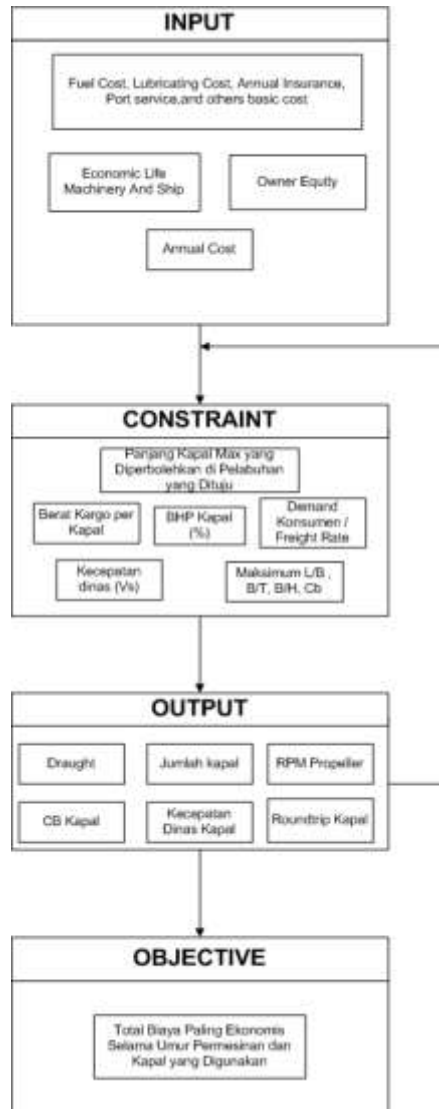 INPUT
Fuel Cost, Lubricating Cost, Annual Insurance,
Port service,and others basic cost
Economic Life
Machinery And Ship
Owner Equtiy
Annual Cost
CONSTRAINT
Panjang Kapal Max yang
Diperbolehkan di Pelabuhan
yang Dituju
Berat Kargo per
Kapal
BHP Kapal
(%)
Demand
Konsumen /
Freight Rate
Kecepatan
dinas (Vs)
Maksimum L/B ,
B/T, B/H, Cb
OUTPUT
Draught
Jumlah kapal
RPM Propeller
CB Kapal
Kecepatan
Dinas Kapal
Roundtrip Kapal
OBJECTIVE
Total Biaya Paling Ekonomis
Selama Umur Permesinan dan
Kapal yang Digunakan